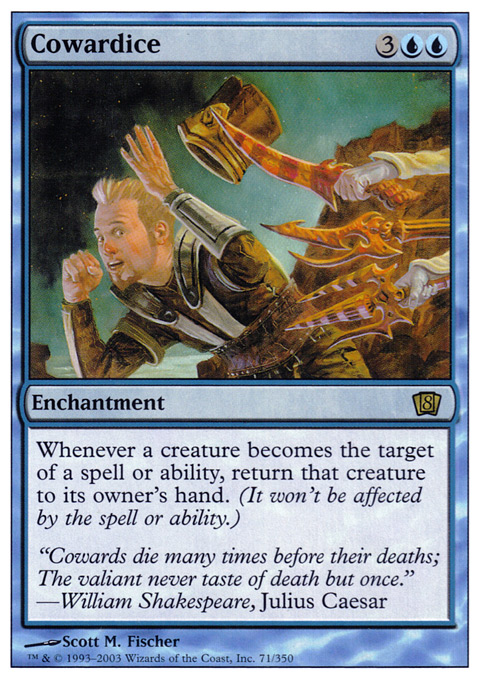 Cowardice 3
Enchantment 8
Whenever a creature becomes the target
of a spell or ability, return that creature
to its owner's hand. (It won't be affected
by the spell or ability.)
“Cowards die many times before their deaths;
The valiant never taste of death but once.”
—William Shakespeare, Julius Caesar
Scott M. Fischer
™ & © 1993–2003 Wizards of the Coast, Inc. 71/350